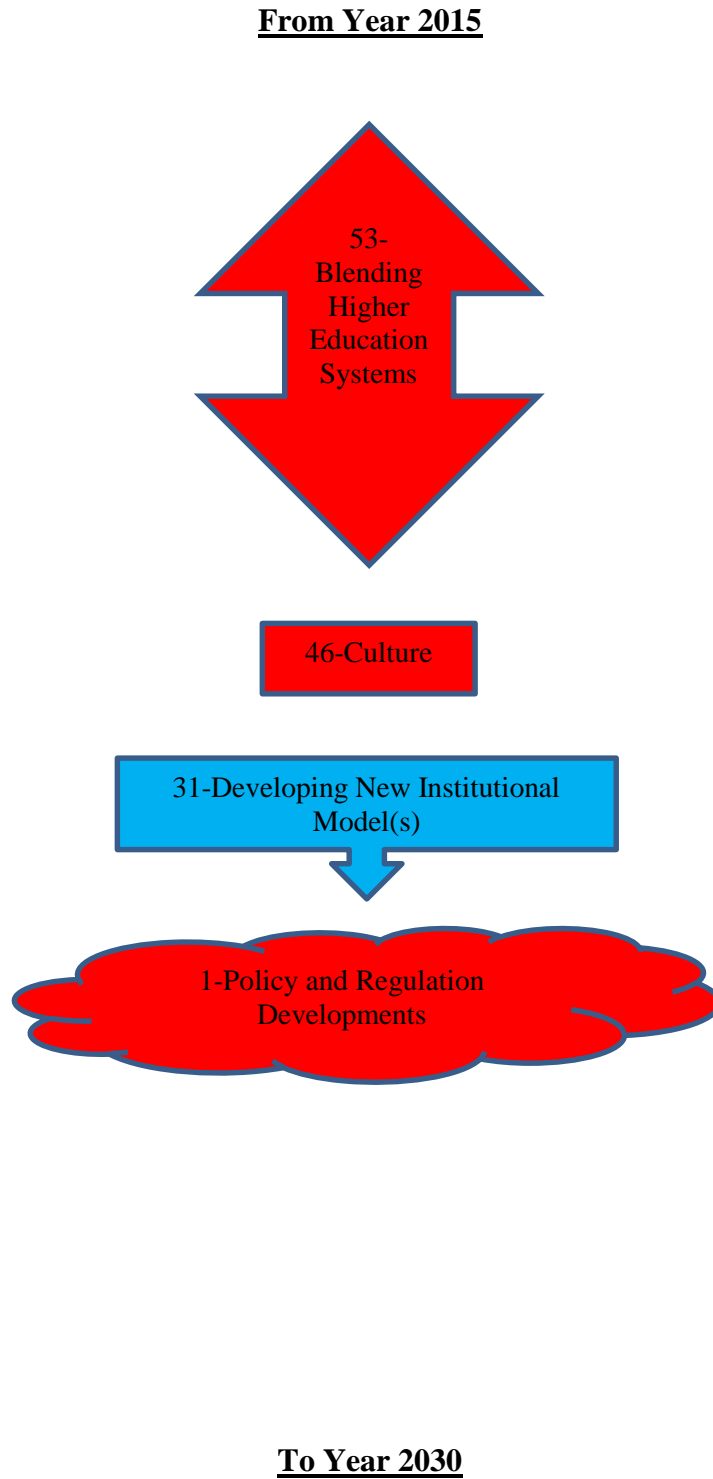 From Year 2015
53-
Blending
Higher
Education
Systems
46-Culture
31-Developing New Institutional
Model(s)
1-Policy and Regulation
Developments
To Year 2030